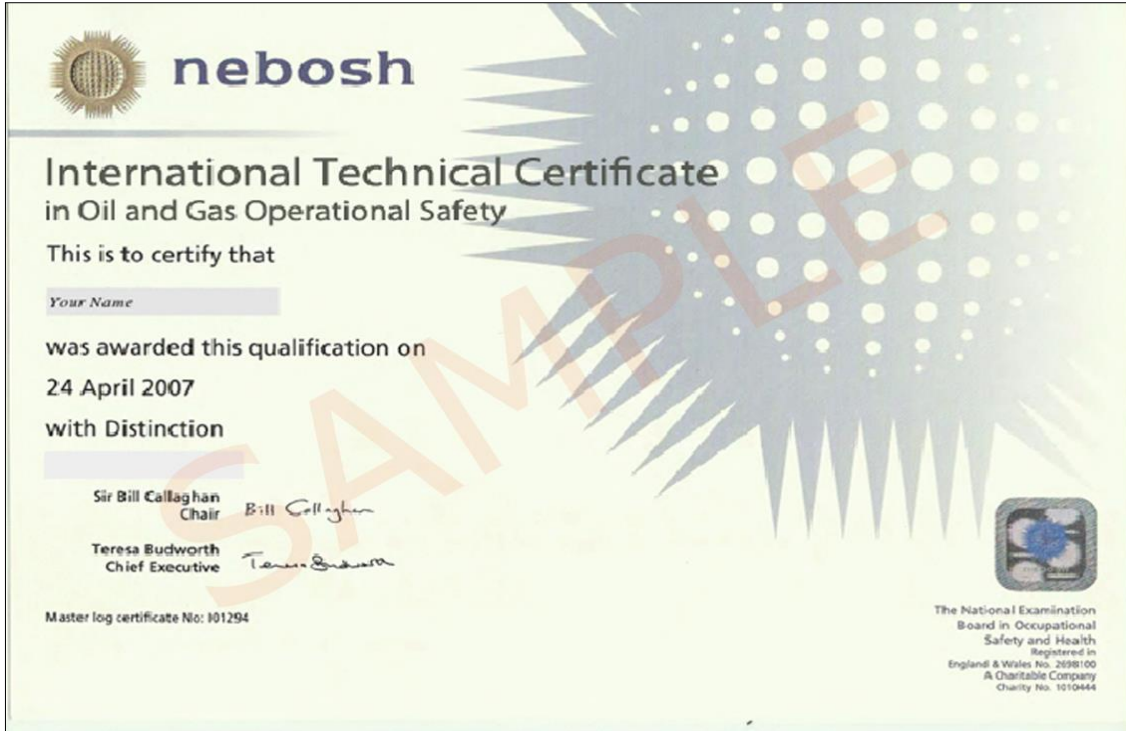 nebosh
International Technical Certificate
in Oil and Gas Operational Safety
This is to certify that
Your Name
was awarded this qualification on
24 April 2007
with Distinction
SAMPLE
Sir Bill Callaghan
Chair
Bill Callaghan
Teresa Budworth
Chief Executive
Teresa Budworth
Master log certificate No: 101294
The National Examination
Board in Occupational
Safety and Health
Registered in
England & Wales No. 2698100
A Charitable Company
Charity No. 1010444